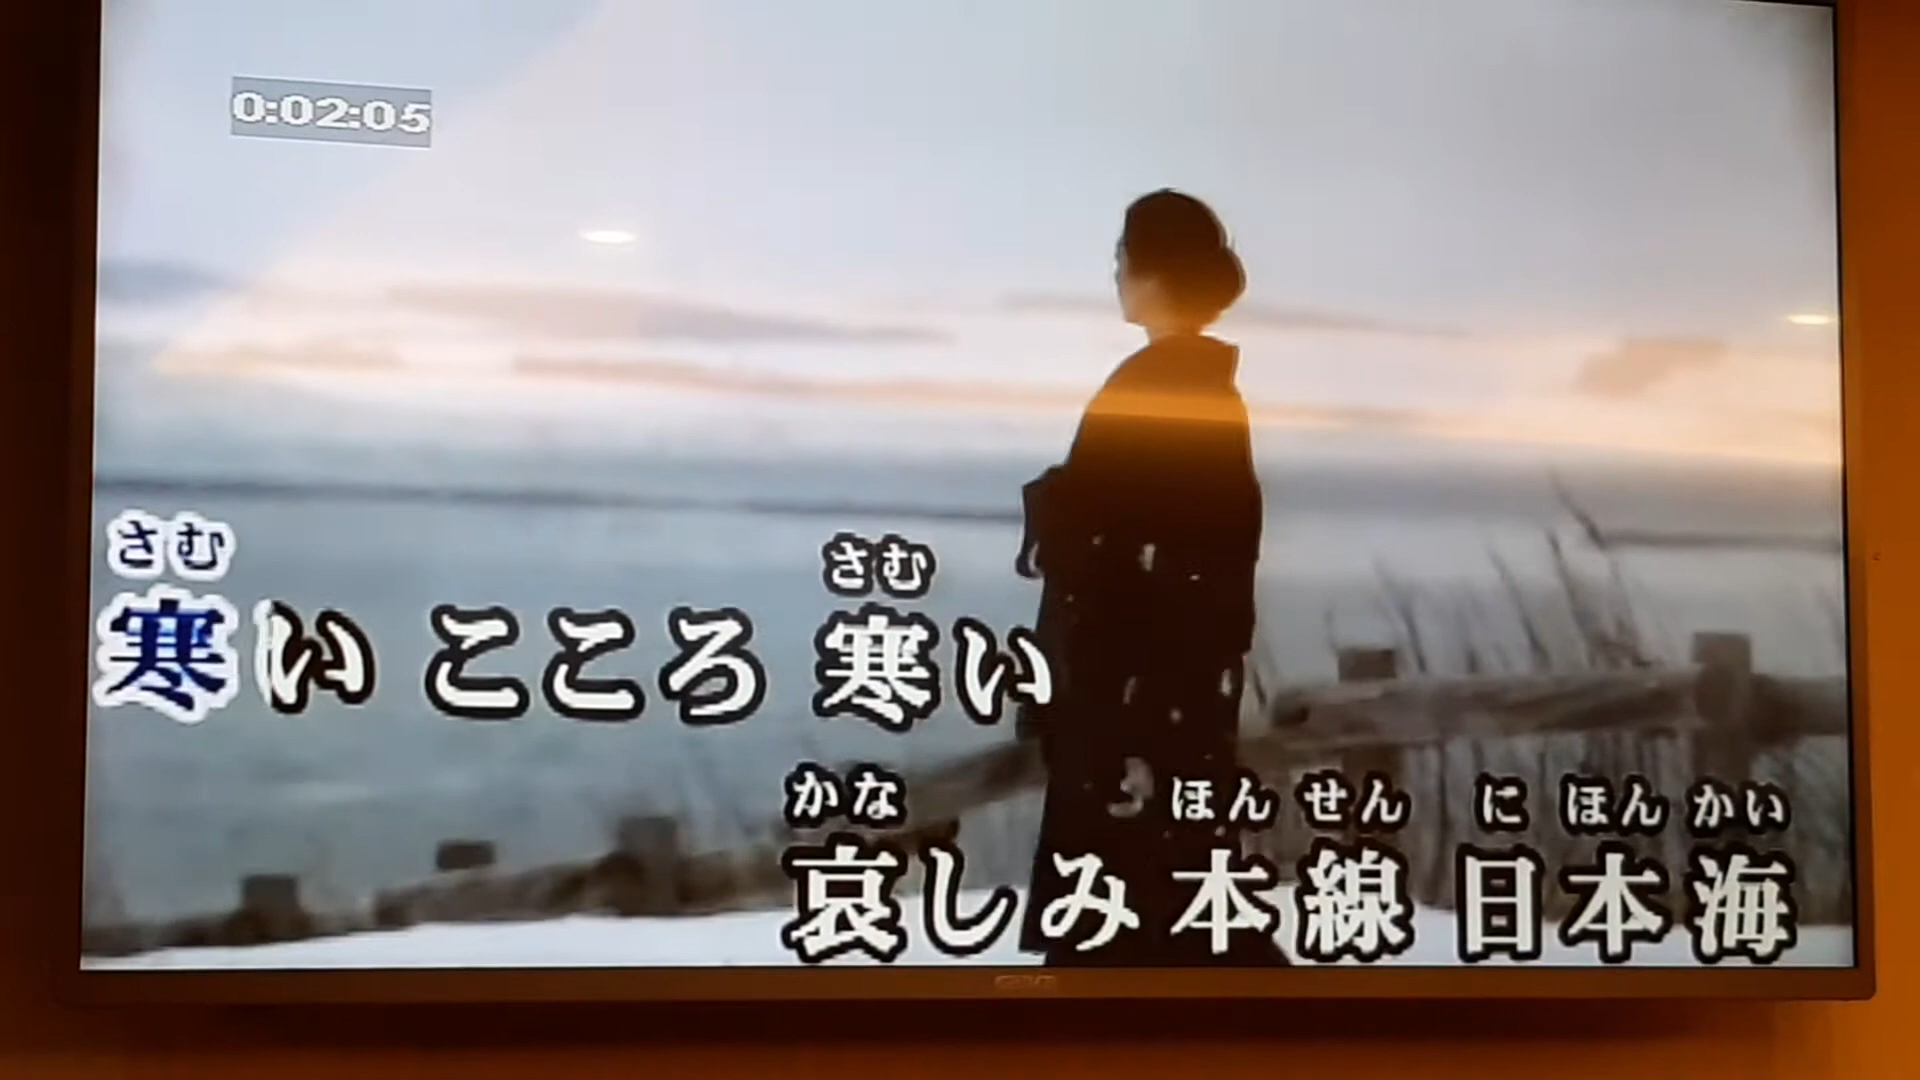 0:02:05
さむ さむ
寒い こころ 寒い
かな ほん せん に ほん かい
哀しみ 本線 日本海